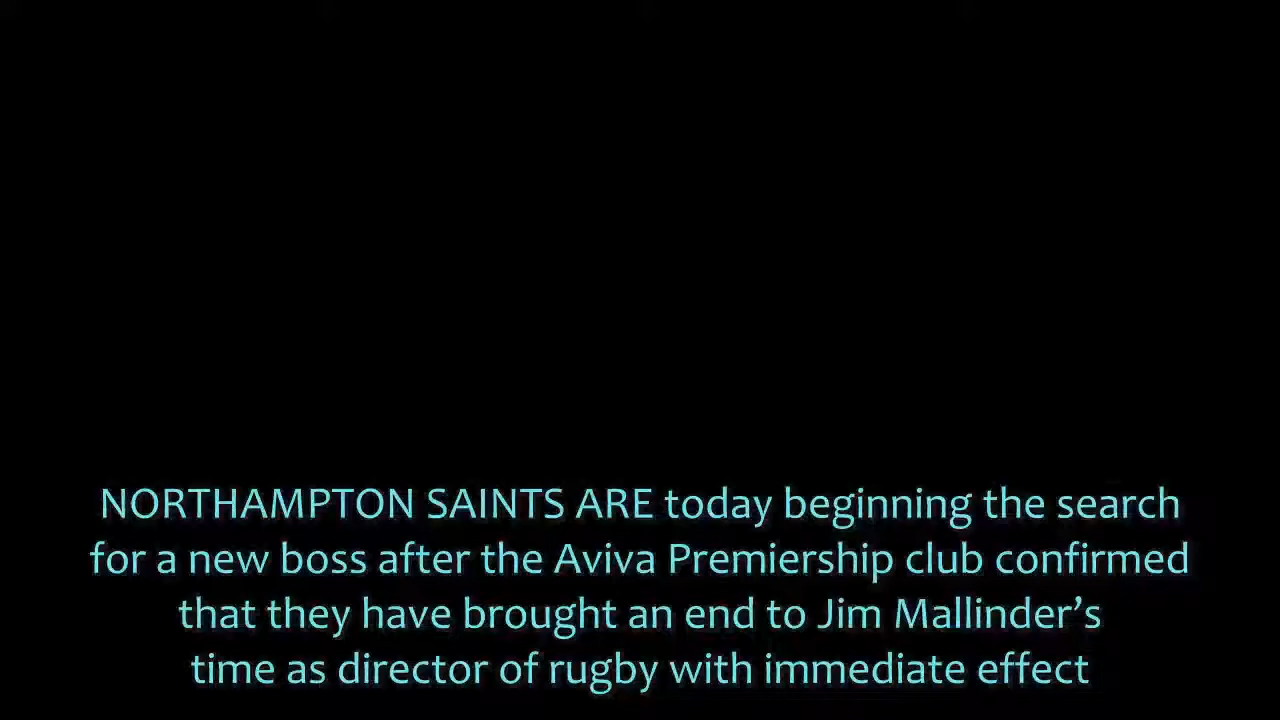 NORTHAMPTON SAINTS ARE today beginning the search
for a new boss after the Aviva Premiership club confirmed
that they have brought an end to Jim Mallinder’s
time as director of rugby with immediate effect